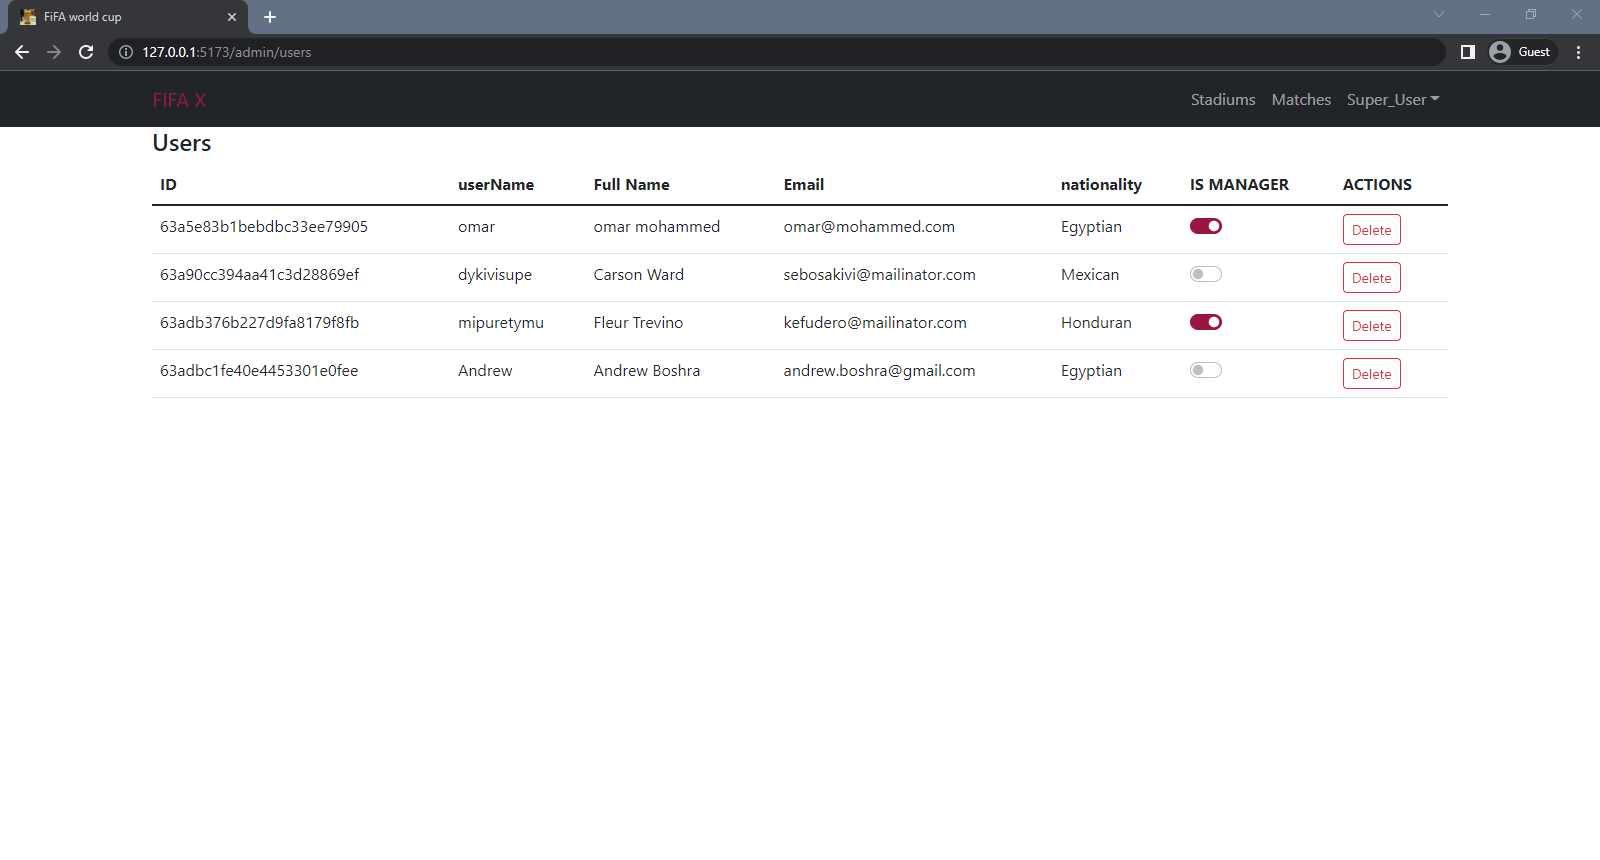 FiFA world cup
127.0.0.1:5173/admin/users
Guest
FIFA X Stadiums Matches Super_User
Users
ID userName Full Name Email nationality IS MANAGER ACTIONS
63a5e83b1bebdbc33ee79905 omar omar mohammed omar@mohammed.com Egyptian Delete
63a90cc394aa41c3d28869ef dykivisupe Carson Ward sebosakivi@mailinator.com Mexican Delete
63adb376b227d9fa8179f8fb mipuretymu Fleur Trevino kefudero@mailinator.com Honduran Delete
63adbc1fe40e4453301e0fee Andrew Andrew Boshra andrew.boshra@gmail.com Egyptian Delete